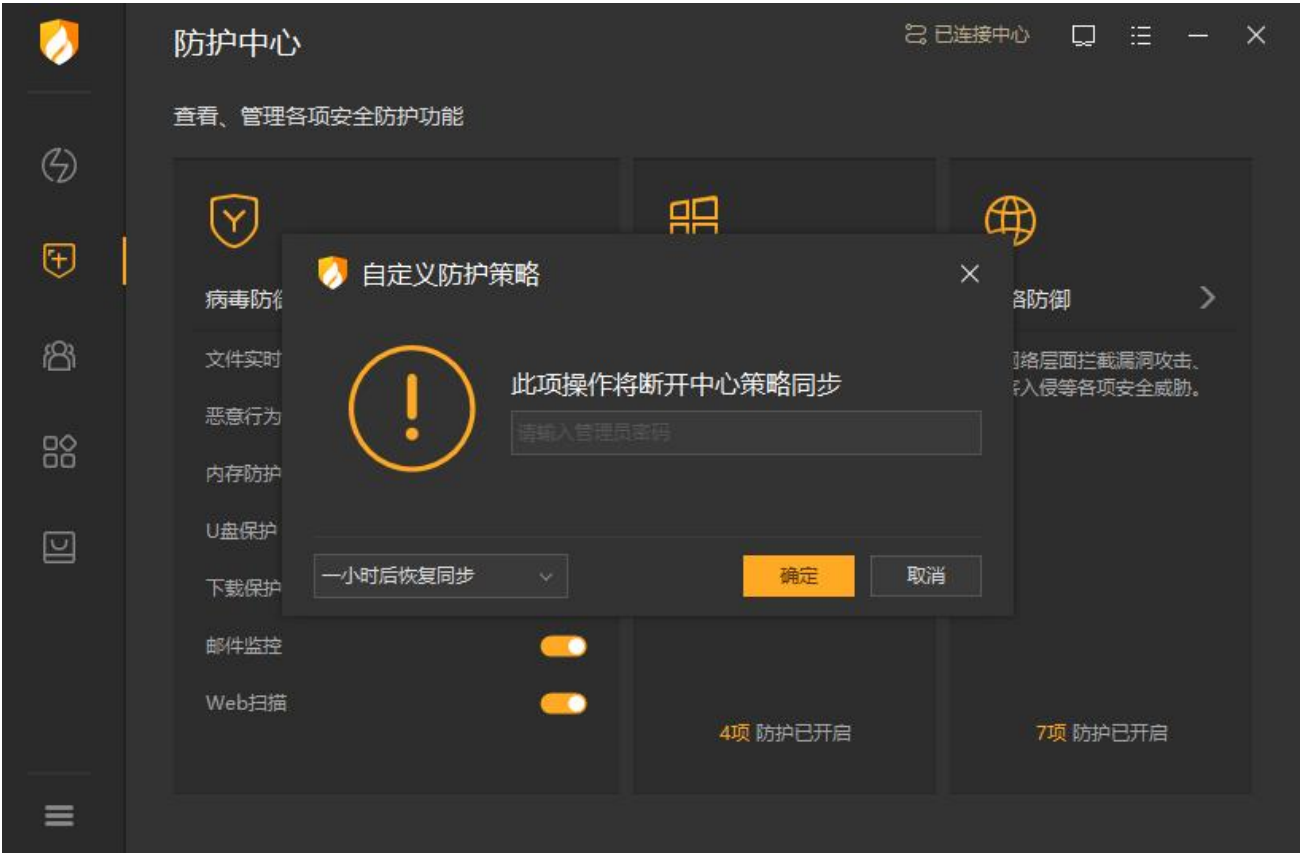 防护中心
已连接中心
查看、管理各项安全防护功能
自定义防护策略
病毒防御
络防御
文件实时
此项操作将断开中心策略同步
网络层面拦截漏洞攻击、
客入侵等各项安全威胁。
恶意行为
请输入管理员密码
内存防护
U盘保护
一小时后恢复同步
确定
取消
下载保护
邮件监控
Web扫描
4项 防护已开启
7项 防护已开启